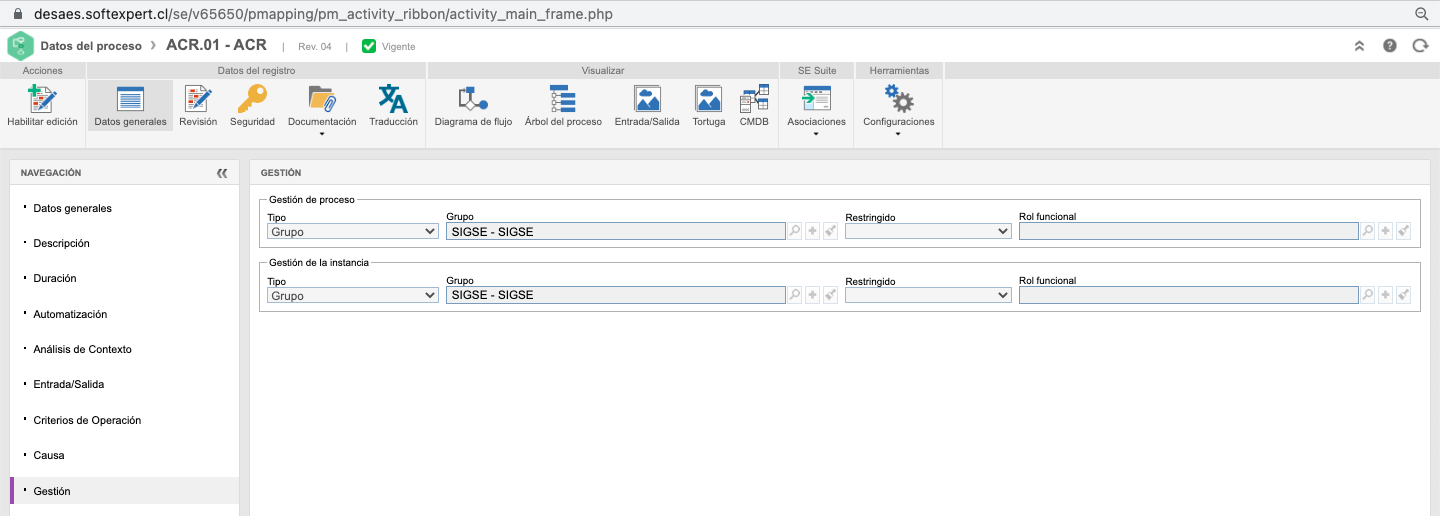 desaes.softexpert.cl/se/v65650/pmapping/pm_activity_ribbon/activity_main_frame.php
Datos del proceso › ACR.01 - ACR | Rev. 04 | Vigente
Acciones Datos del registro Visualizar SE Suite Herramientas
Habilitar edición Datos generales Revisión Seguridad Documentación Traducción Diagrama de flujo Árbol del proceso Entrada/Salida Tortuga CMDB Asociaciones Configuraciones
NAVEGACIÓN
Datos generales
Descripción
Duración
Automatización
Análisis de Contexto
Entrada/Salida
Criterios de Operación
Causa
Gestión
GESTIÓN
Gestión de proceso
Tipo Grupo Restringido Rol funcional
Grupo SIGSE - SIGSE
Gestión de la instancia
Tipo Grupo Restringido Rol funcional
Grupo SIGSE - SIGSE